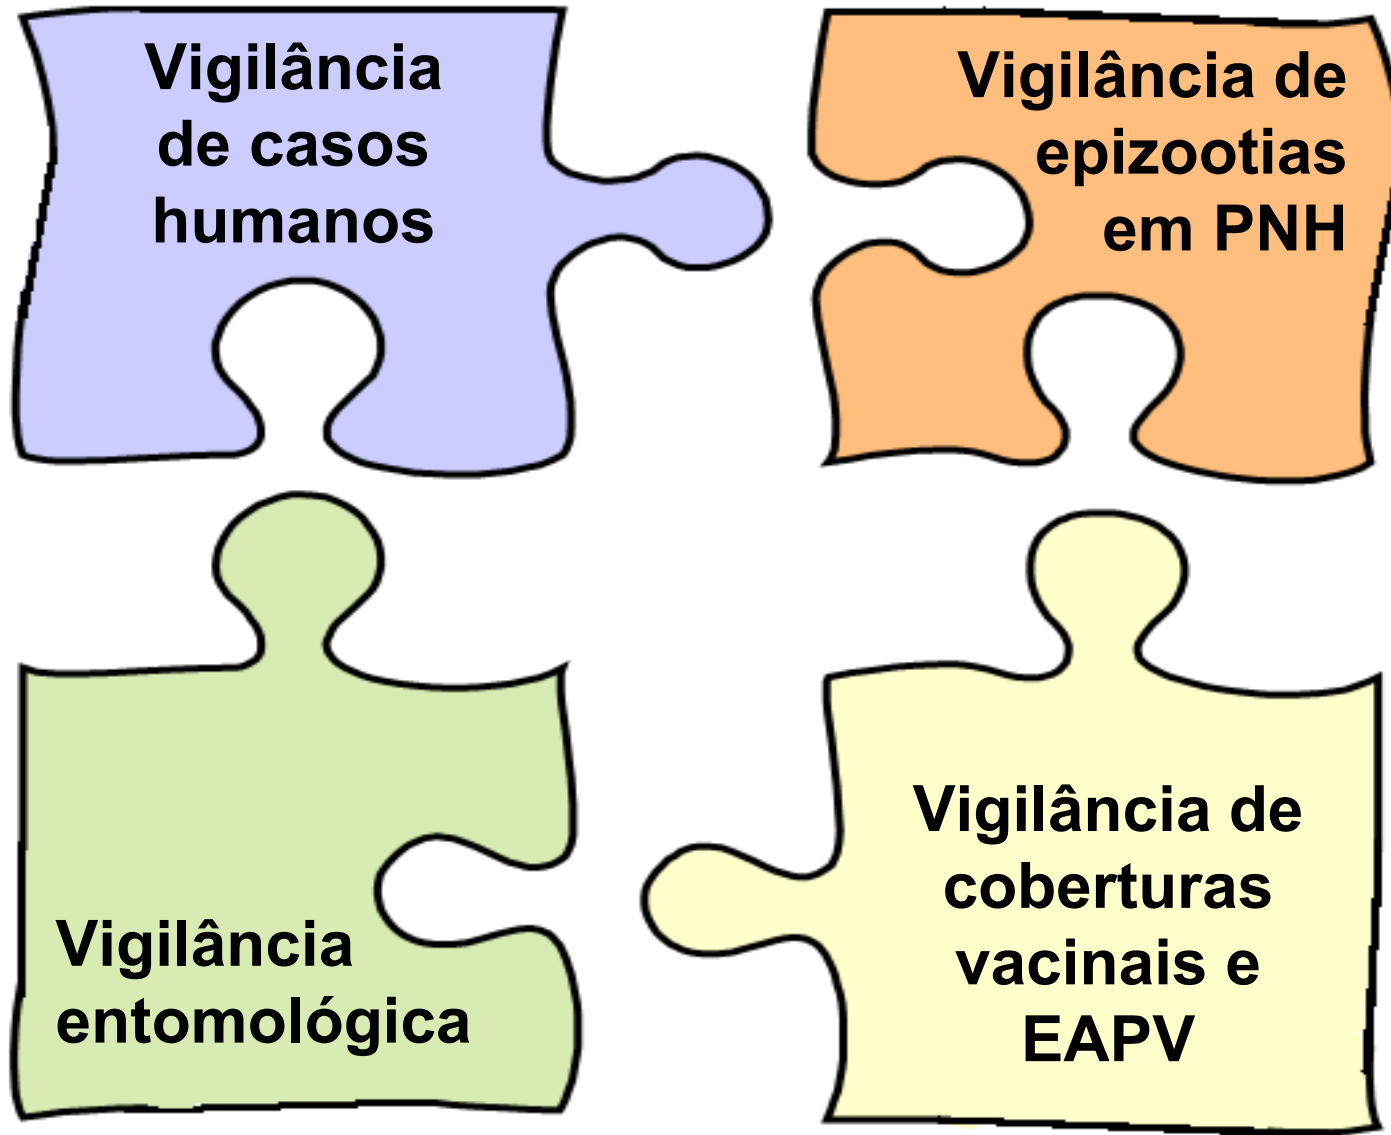 Vigilância
de casos
humanos
Vigilância de
epizootias
em PNH
Vigilância
entomológica
Vigilância de
coberturas
vacinais e
EAPV